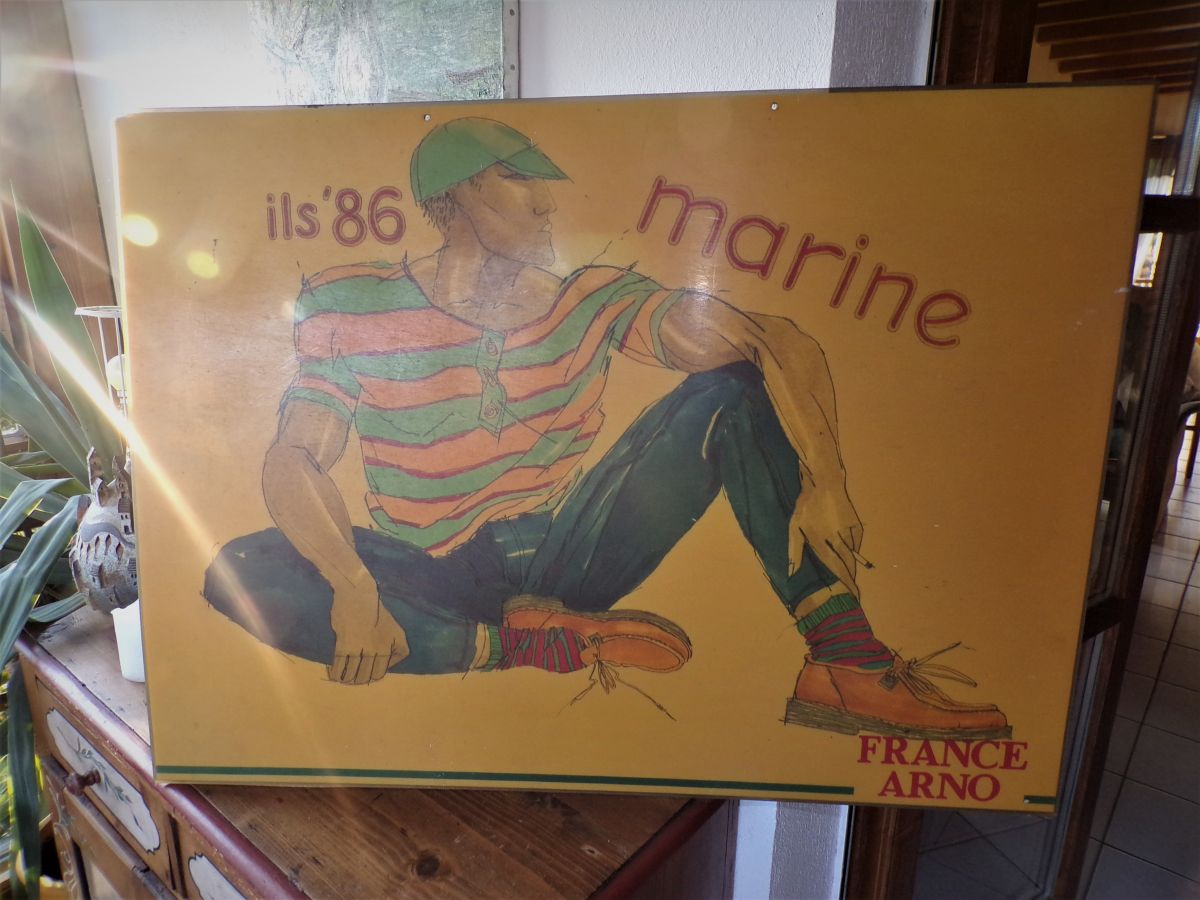 ils '86
marine
FRANCE
ARNO